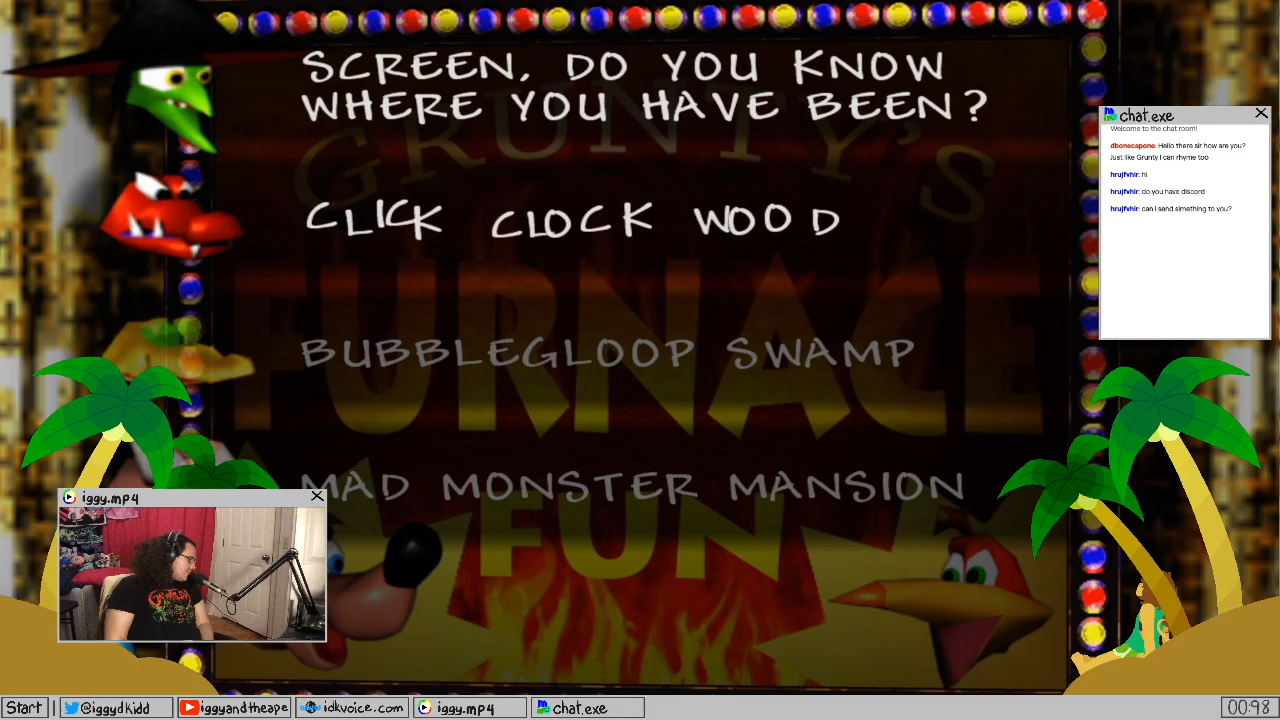 SCREEN, DO YOU KNOW
WHERE YOU HAVE BEEN?
GRUNTY'S
CLICK CLOCK WOOD
FURNACE
BUBBLEGLOOP SWAMP
MAD MONSTER MANSION
FUN
chat.exe
Welcome to the chat room!
dbonecapone: Hello there sir how are you?
Just like Grunty I can rhyme too
hrujfvhir: hi
hrujfvhir: do you have discord
hrujfvhir: can i send simething to you?
iggy.mp4
Start | @iggydkidd iggyandtheape idkvoice.com iggy.mp4 chat.exe 00:98